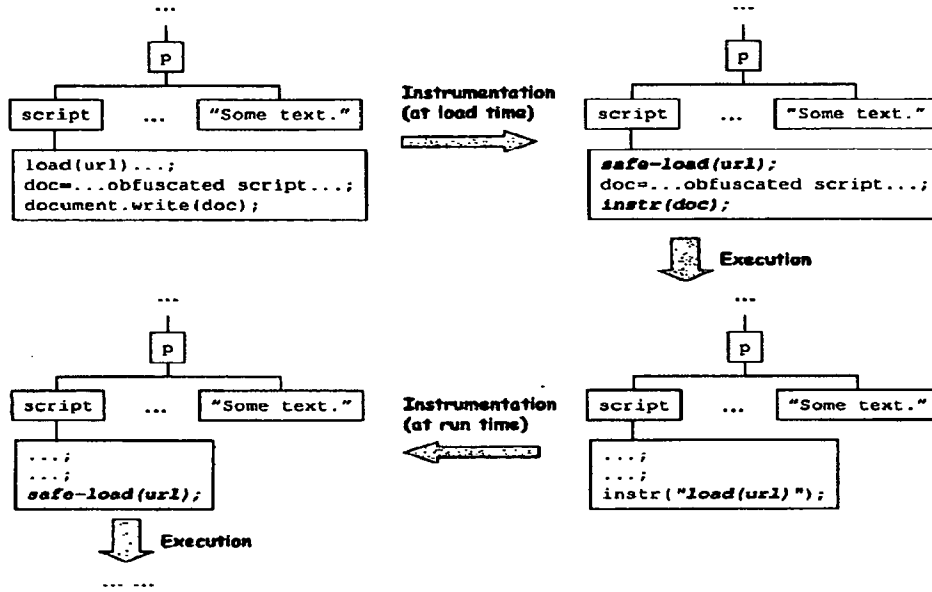 ...
p
script ... "Some text."
load(url)...;
doc=...obfuscated script...;
document.write(doc);
Instrumentation
(at load time)
...
p
script ... "Some text."
safe-load(url);
doc=...obfuscated script...;
instr(doc);
Execution
...
p
script ... "Some text."
...;
...;
instr("load(url)");
Instrumentation
(at run time)
...
p
script ... "Some text."
...;
...;
safe-load(url);
Execution
... ...